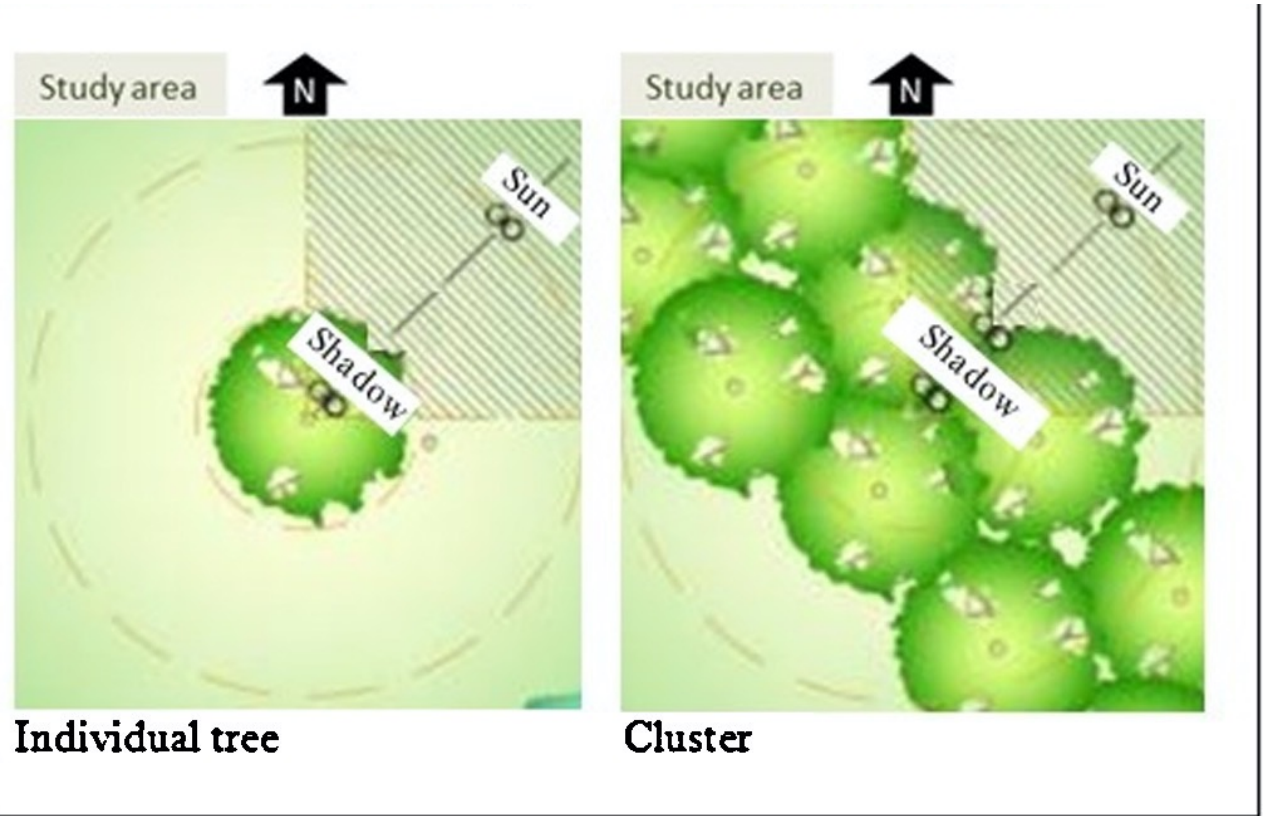 Study area
N
Study area
N
Sun
Sun
Shadow
Shadow
Individual tree
Cluster